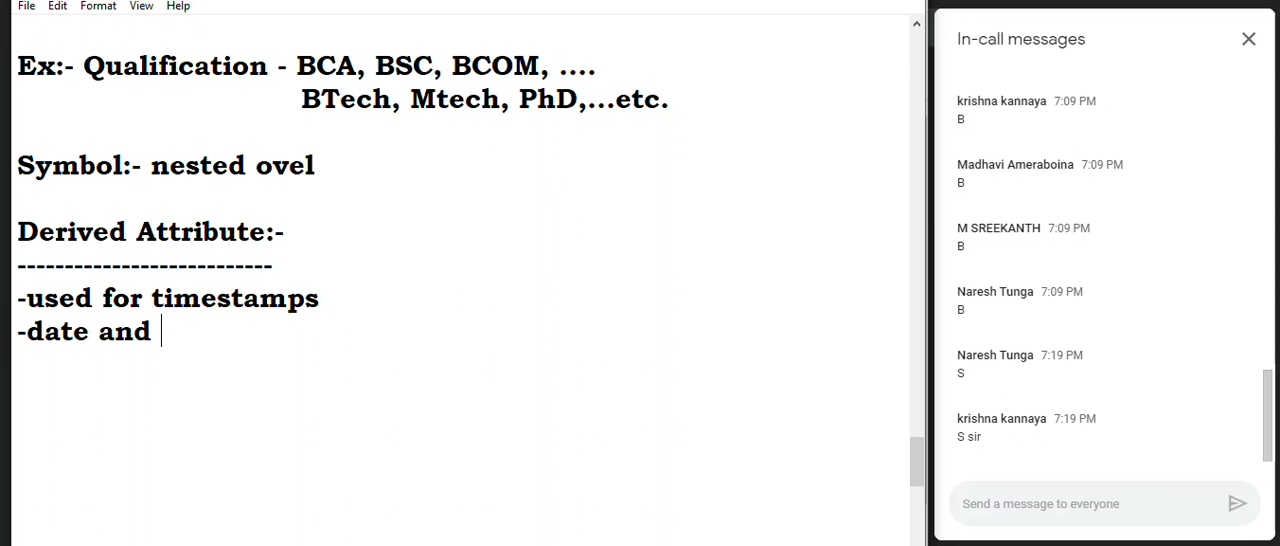 File Edit Format View Help
Ex:- Qualification - BCA, BSC, BCOM, ....
BTech, Mtech, PhD,...etc.
Symbol:- nested ovel
Derived Attribute:-
---------------------------
-used for timestamps
-date and
In-call messages
krishna kannaya 7:09 PM
B
Madhavi Ameraboina 7:09 PM
B
M SREEKANTH 7:09 PM
B
Naresh Tunga 7:09 PM
B
Naresh Tunga 7:19 PM
S
krishna kannaya 7:19 PM
S sir
Send a message to everyone